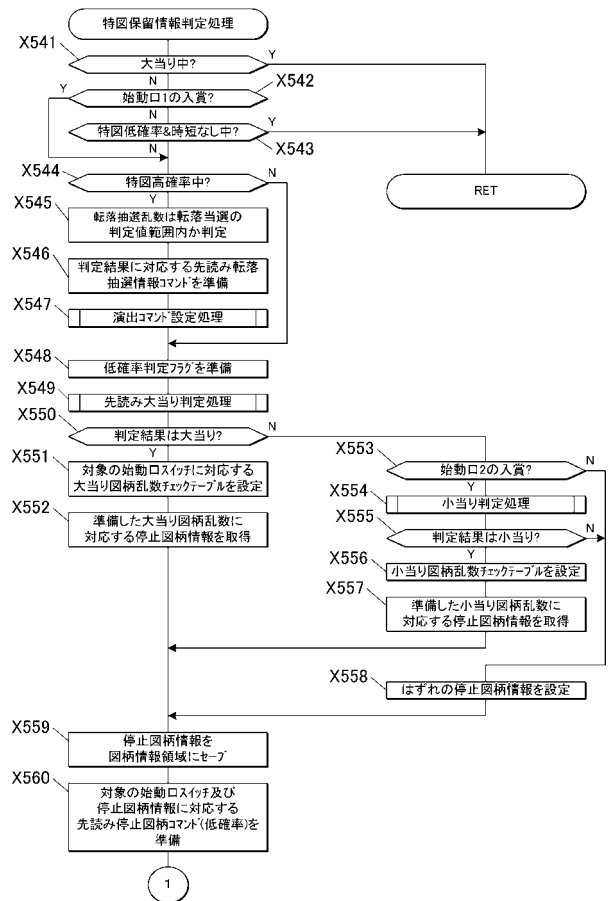 特図保留情報判定処理
X541
大当り中?
Y
N
X542
Y
始動口1の入賞?
N
特図低確率&時短なし中?
Y
X543
N
RET
X544
特図高確率中?
N
Y
X545
転落抽選乱数は転落当選の
判定値範囲内か判定
X546
判定結果に対応する先読み転落
抽選情報コマンドを準備
X547
演出コマンド設定処理
X548
低確率判定フラグを準備
X549
先読み大当り判定処理
X550
判定結果は大当り?
N
Y
X551
対象の始動口スイッチに対応する
大当り図柄乱数チェックテーブルを設定
X552
準備した大当り図柄乱数に
対応する停止図柄情報を取得
X553
始動口2の入賞?
N
Y
X554
小当り判定処理
X555
判定結果は小当り?
N
Y
X556
小当り図柄乱数チェックテーブルを設定
X557
準備した小当り図柄乱数に
対応する停止図柄情報を取得
X558
はずれの停止図柄情報を設定
X559
停止図柄情報を
図柄情報領域にセーブ
X560
対象の始動口スイッチ及び
停止図柄情報に対応する
先読み停止図柄コマンド(低確率)を
準備
1